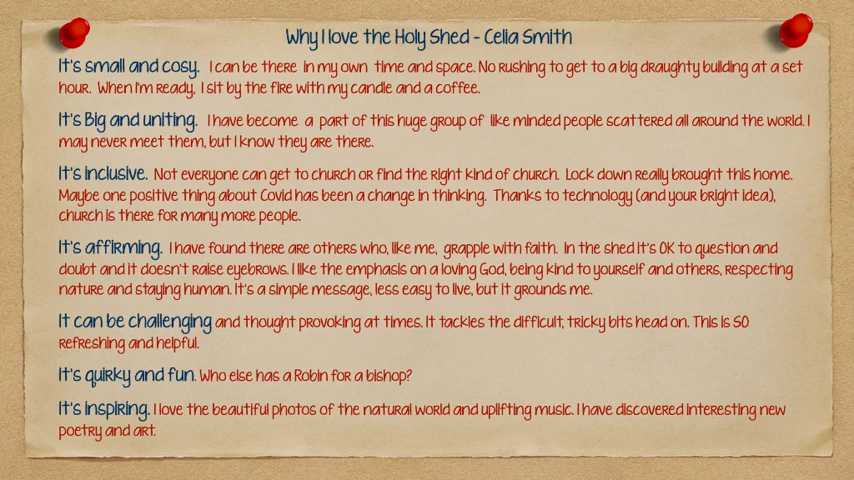 Why I love the Holy Shed - Celia Smith
It's small and cosy. I can be there in my own time and space. No rushing to get to a big draughty building at a set
hour. When I'm ready, I sit by the fire with my candle and a coffee.
It's Big and uniting. I have become a part of this huge group of like minded people scattered all around the world. I
may never meet them, but I know they are there.
It's inclusive. Not everyone can get to church or find the right kind of church. Lock down really brought this home.
Maybe one positive thing about Covid has been a change in thinking. Thanks to technology (and your bright idea),
church is there for many more people.
It's affirming. I have found there are others who, like me, grapple with faith. In the shed it's OK to question and
doubt and it doesn't raise eyebrows. I like the emphasis on a loving God, being kind to yourself and others, respecting
nature and staying human. It's a simple message, less easy to live, but it grounds me.
It can be challenging and thought provoking at times. It tackles the difficult, tricky bits head on. This is SO
refreshing and helpful.
It's quirky and fun. Who else has a Robin for a bishop?
It's inspiring. I love the beautiful photos of the natural world and uplifting music. I have discovered interesting new
poetry and art.